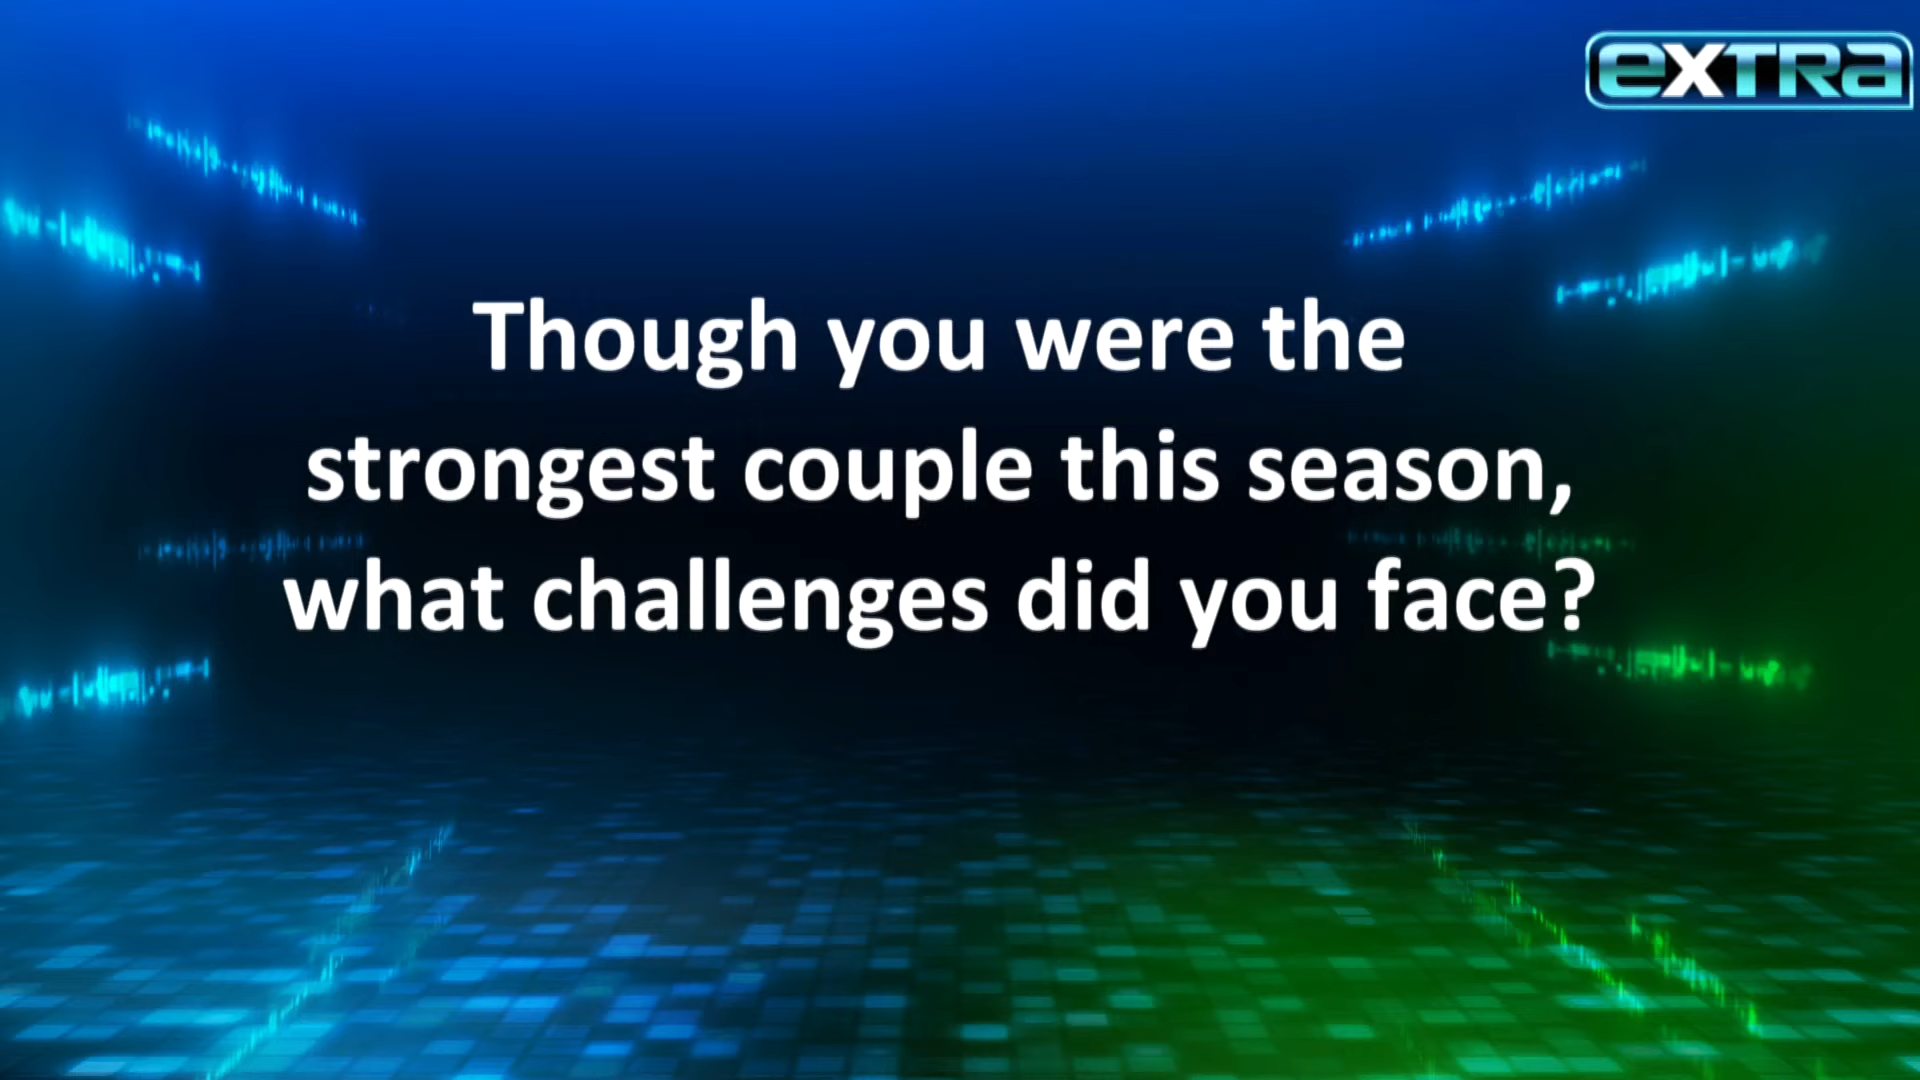 extra
Though you were the
strongest couple this season,
what challenges did you face?